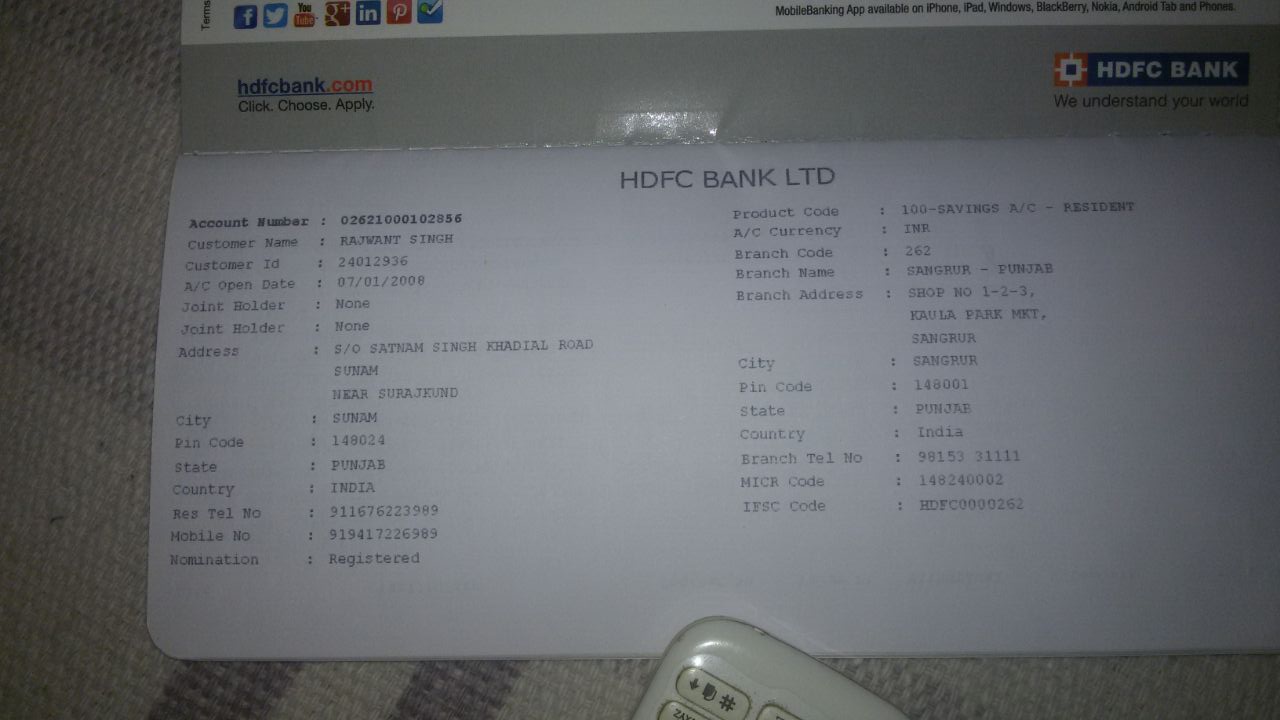 Terms
f You Tube g+ in
MobileBanking App available on iPhone, iPad, Windows, BlackBerry, Nokia, Android Tab and Phones.
hdfcbank.com
Click. Choose. Apply.
HDFC BANK
We understand your world
HDFC BANK LTD
Account Number : 02621000102856
Customer Name : RAJWANT SINGH
Customer Id : 24012936
A/C Open Date : 07/01/2008
Joint Holder : None
Joint Holder : None
Address : S/O SATNAM SINGH KHADIAL ROAD
SUNAM
NEAR SURAJKUND
City : SUNAM
Pin Code : 148024
State : PUNJAB
Country : INDIA
Res Tel No : 911676223989
Mobile No : 919417226989
Nomination : Registered
Product Code : 100-SAVINGS A/C - RESIDENT
A/C Currency : INR
Branch Code : 262
Branch Name : SANGRUR - PUNJAB
Branch Address : SHOP NO 1-2-3,
KAULA PARK MKT,
SANGRUR
City : SANGRUR
Pin Code : 148001
State : PUNJAB
Country : India
Branch Tel No : 98153 31111
MICR Code : 148240002
IFSC Code : HDFC0000262
#